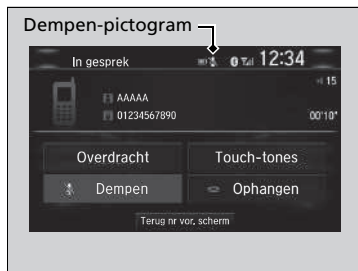 Dempen-pictogram
In gesprek 12:34
15
AAAAA
01234567890 00'10"
Overdracht Touch-tones
Dempen Ophangen
Terug nr vor. scherm